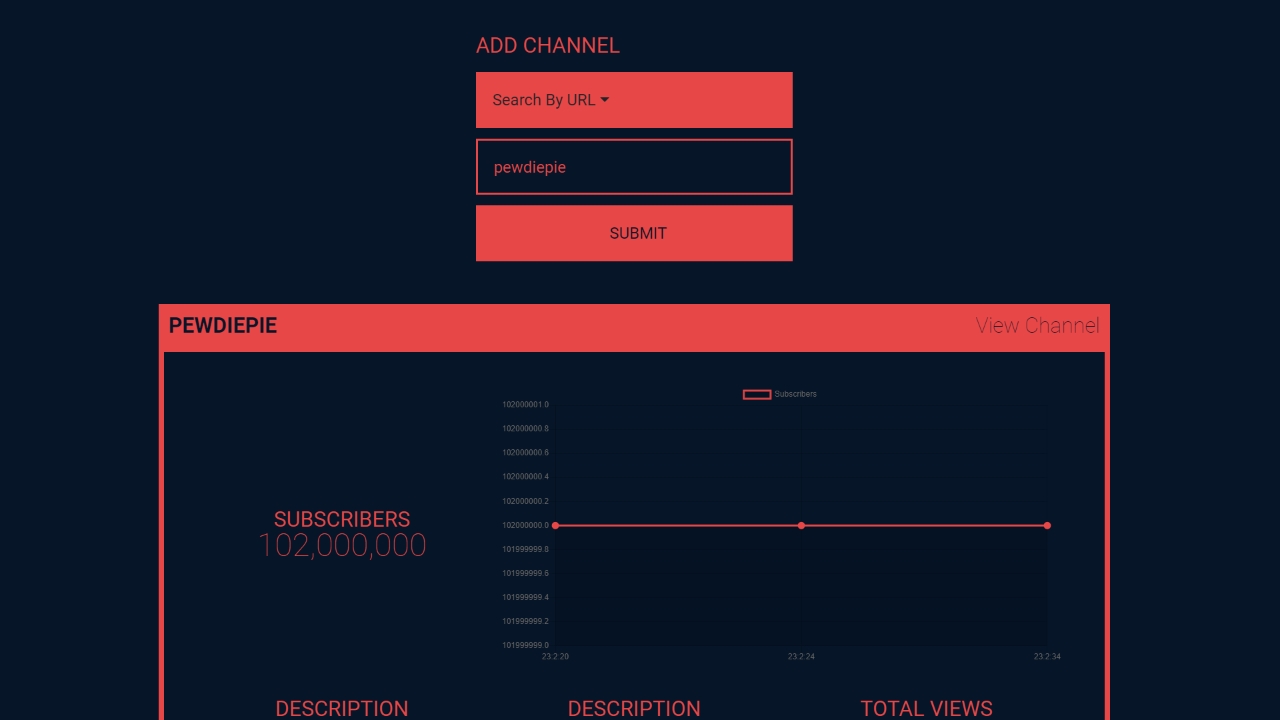 ADD CHANNEL
Search By URL
pewdiepie
SUBMIT
PEWDIEPIE
View Channel
Subscribers
102000001.0
102000000.8
102000000.6
102000000.4
102000000.2
102000000.0
101999999.8
101999999.6
101999999.4
101999999.2
101999999.0
23:2:20 23:2:24 23:2:34
SUBSCRIBERS
102,000,000
DESCRIPTION DESCRIPTION TOTAL VIEWS